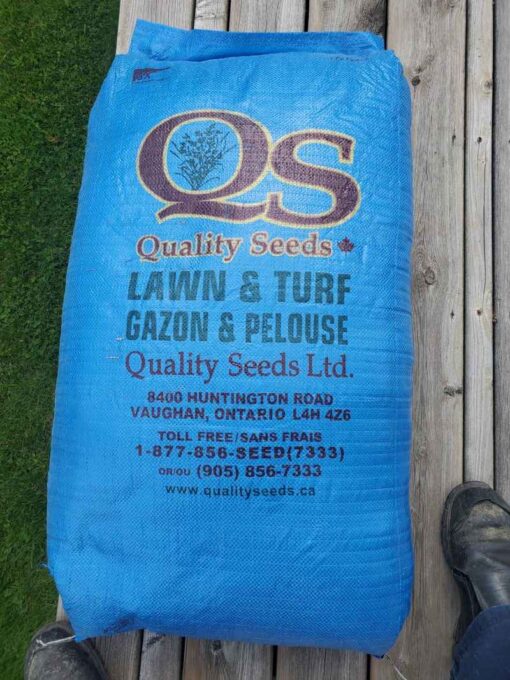 QS
Quality Seeds
LAWN & TURF
GAZON & PELOUSE
Quality Seeds Ltd.
8400 HUNTINGTON ROAD
VAUGHAN, ONTARIO L4H 4Z6
TOLL FREE/SANS FRAIS
1-877-856-SEED(7333)
OR/OU (905) 856-7333
www.qualityseeds.ca